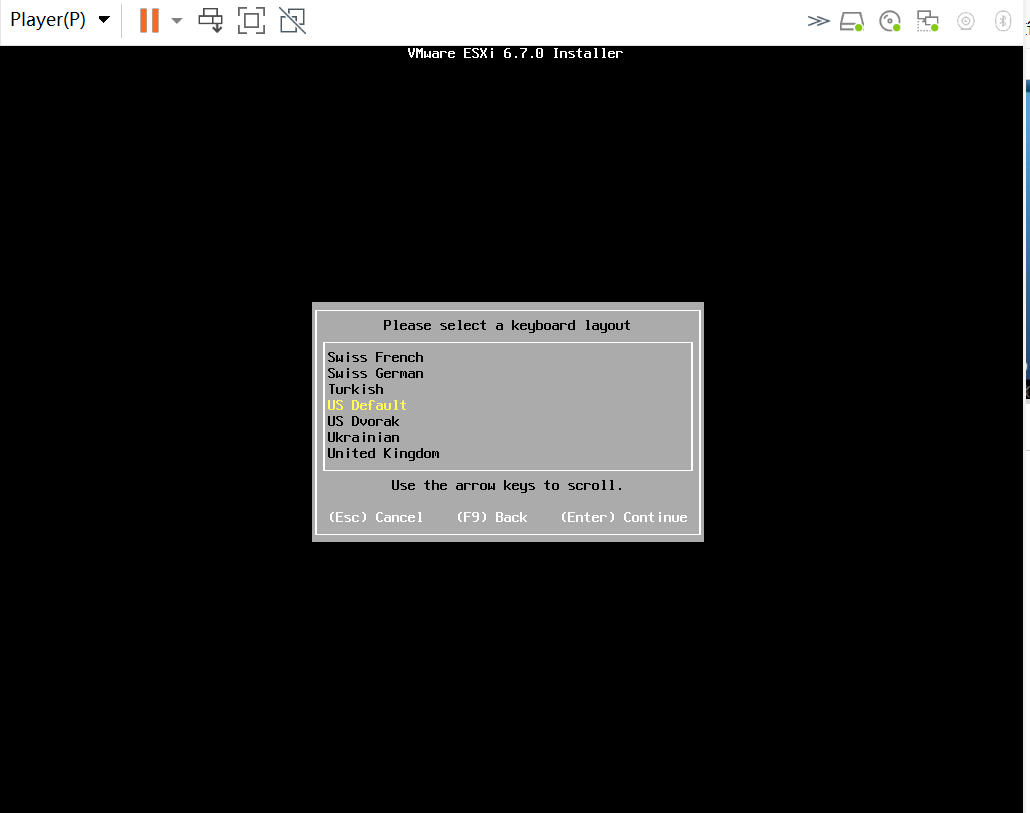 Player(P)
VMware ESXi 6.7.0 Installer
Please select a keyboard layout
Swiss French
Swiss German
Turkish
US Default
US Dvorak
Ukrainian
United Kingdom
Use the arrow keys to scroll.
(Esc) Cancel (F9) Back (Enter) Continue